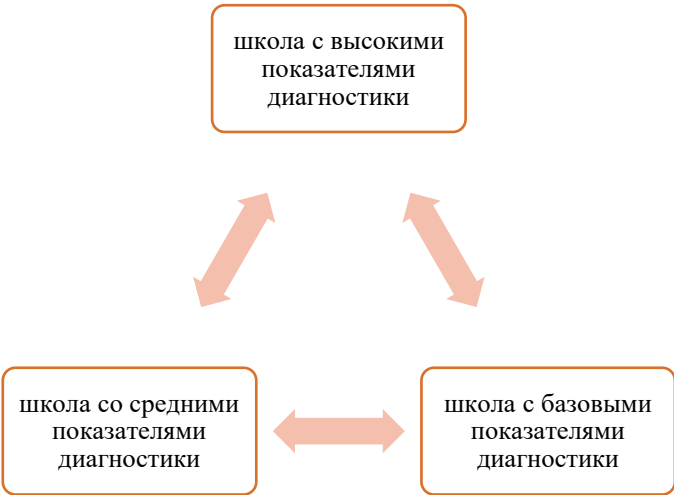 школа с высокими
показателями
диагностики
школа со средними
показателями
диагностики
школа с базовыми
показателями
диагностики